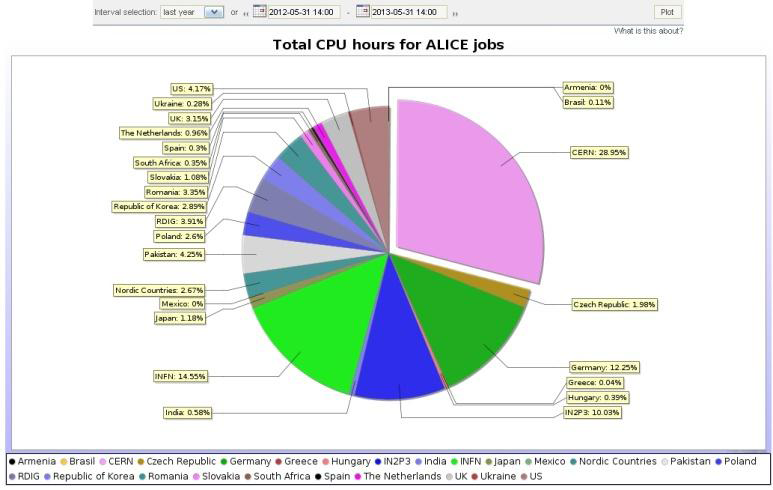 Interval selection: last year or 2012-05-31 14:00 - 2013-05-31 14:00 Plot
What is this about?
Total CPU hours for ALICE jobs
US: 4.17%
Ukraine: 0.28%
UK: 3.15%
The Netherlands: 0.96%
Spain: 0.3%
South Africa: 0.35%
Slovakia: 1.08%
Romania: 3.35%
Republic of Korea: 2.89%
RDIG: 3.91%
Poland: 2.6%
Pakistan: 4.25%
Nordic Countries: 2.67%
Mexico: 0%
Japan: 1.18%
INFN: 14.55%
India: 0.58%
Armenia: 0%
Brasil: 0.11%
CERN: 28.95%
Czech Republic: 1.98%
Germany: 12.25%
Greece: 0.04%
Hungary: 0.39%
IN2P3: 10.03%
Armenia Brasil CERN Czech Republic Germany Greece Hungary IN2P3 India INFN Japan Mexico Nordic Countries Pakistan Poland
RDIG Republic of Korea Romania Slovakia South Africa Spain The Netherlands UK Ukraine US